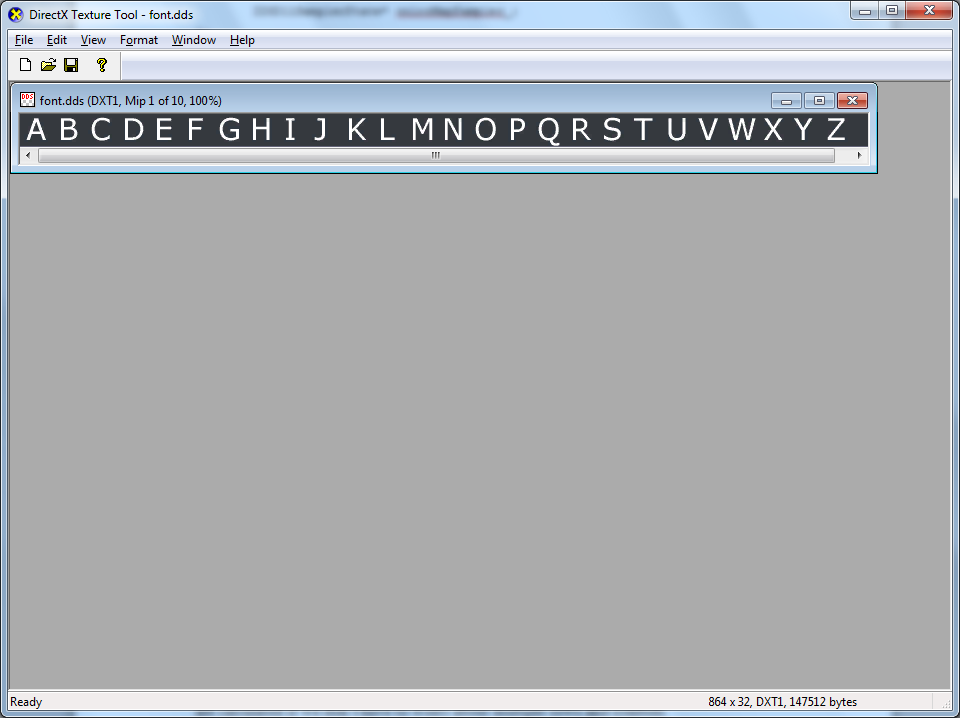 DirectX Texture Tool - font.dds
File Edit View Format Window Help
font.dds (DXT1, Mip 1 of 10, 100%)
A B C D E F G H I J K L M N O P Q R S T U V W X Y Z
Ready 864 x 32, DXT1, 147512 bytes